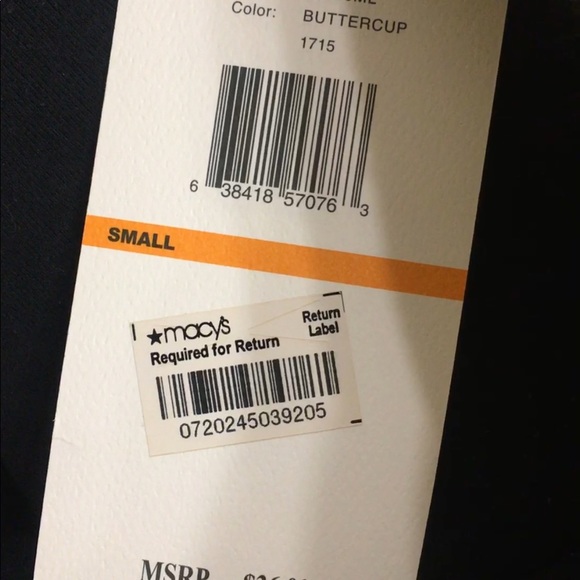 Color: BUTTERCUP
1715
6 38418 57076 3
SMALL
macy's
Return Label
Required for Return
0720245039205
MSRP